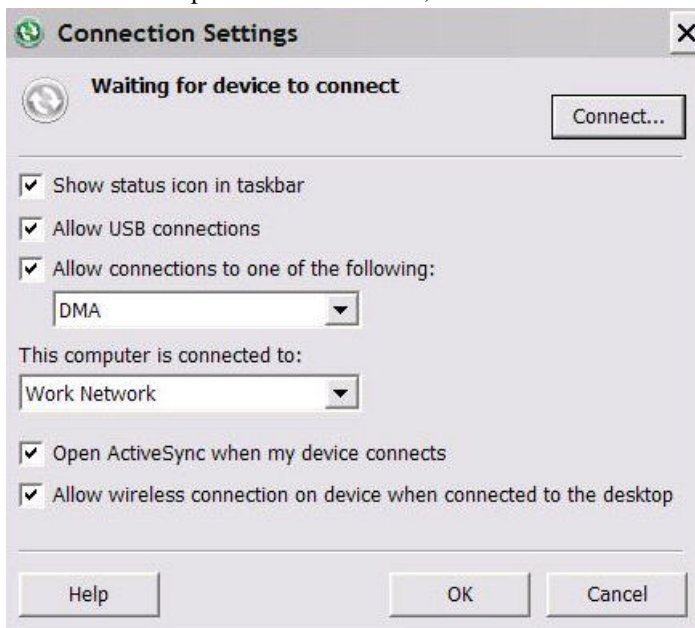 Connection Settings
Waiting for device to connect
Connect...
Show status icon in taskbar
Allow USB connections
Allow connections to one of the following:
DMA
This computer is connected to:
Work Network
Open ActiveSync when my device connects
Allow wireless connection on device when connected to the desktop
Help
OK
Cancel